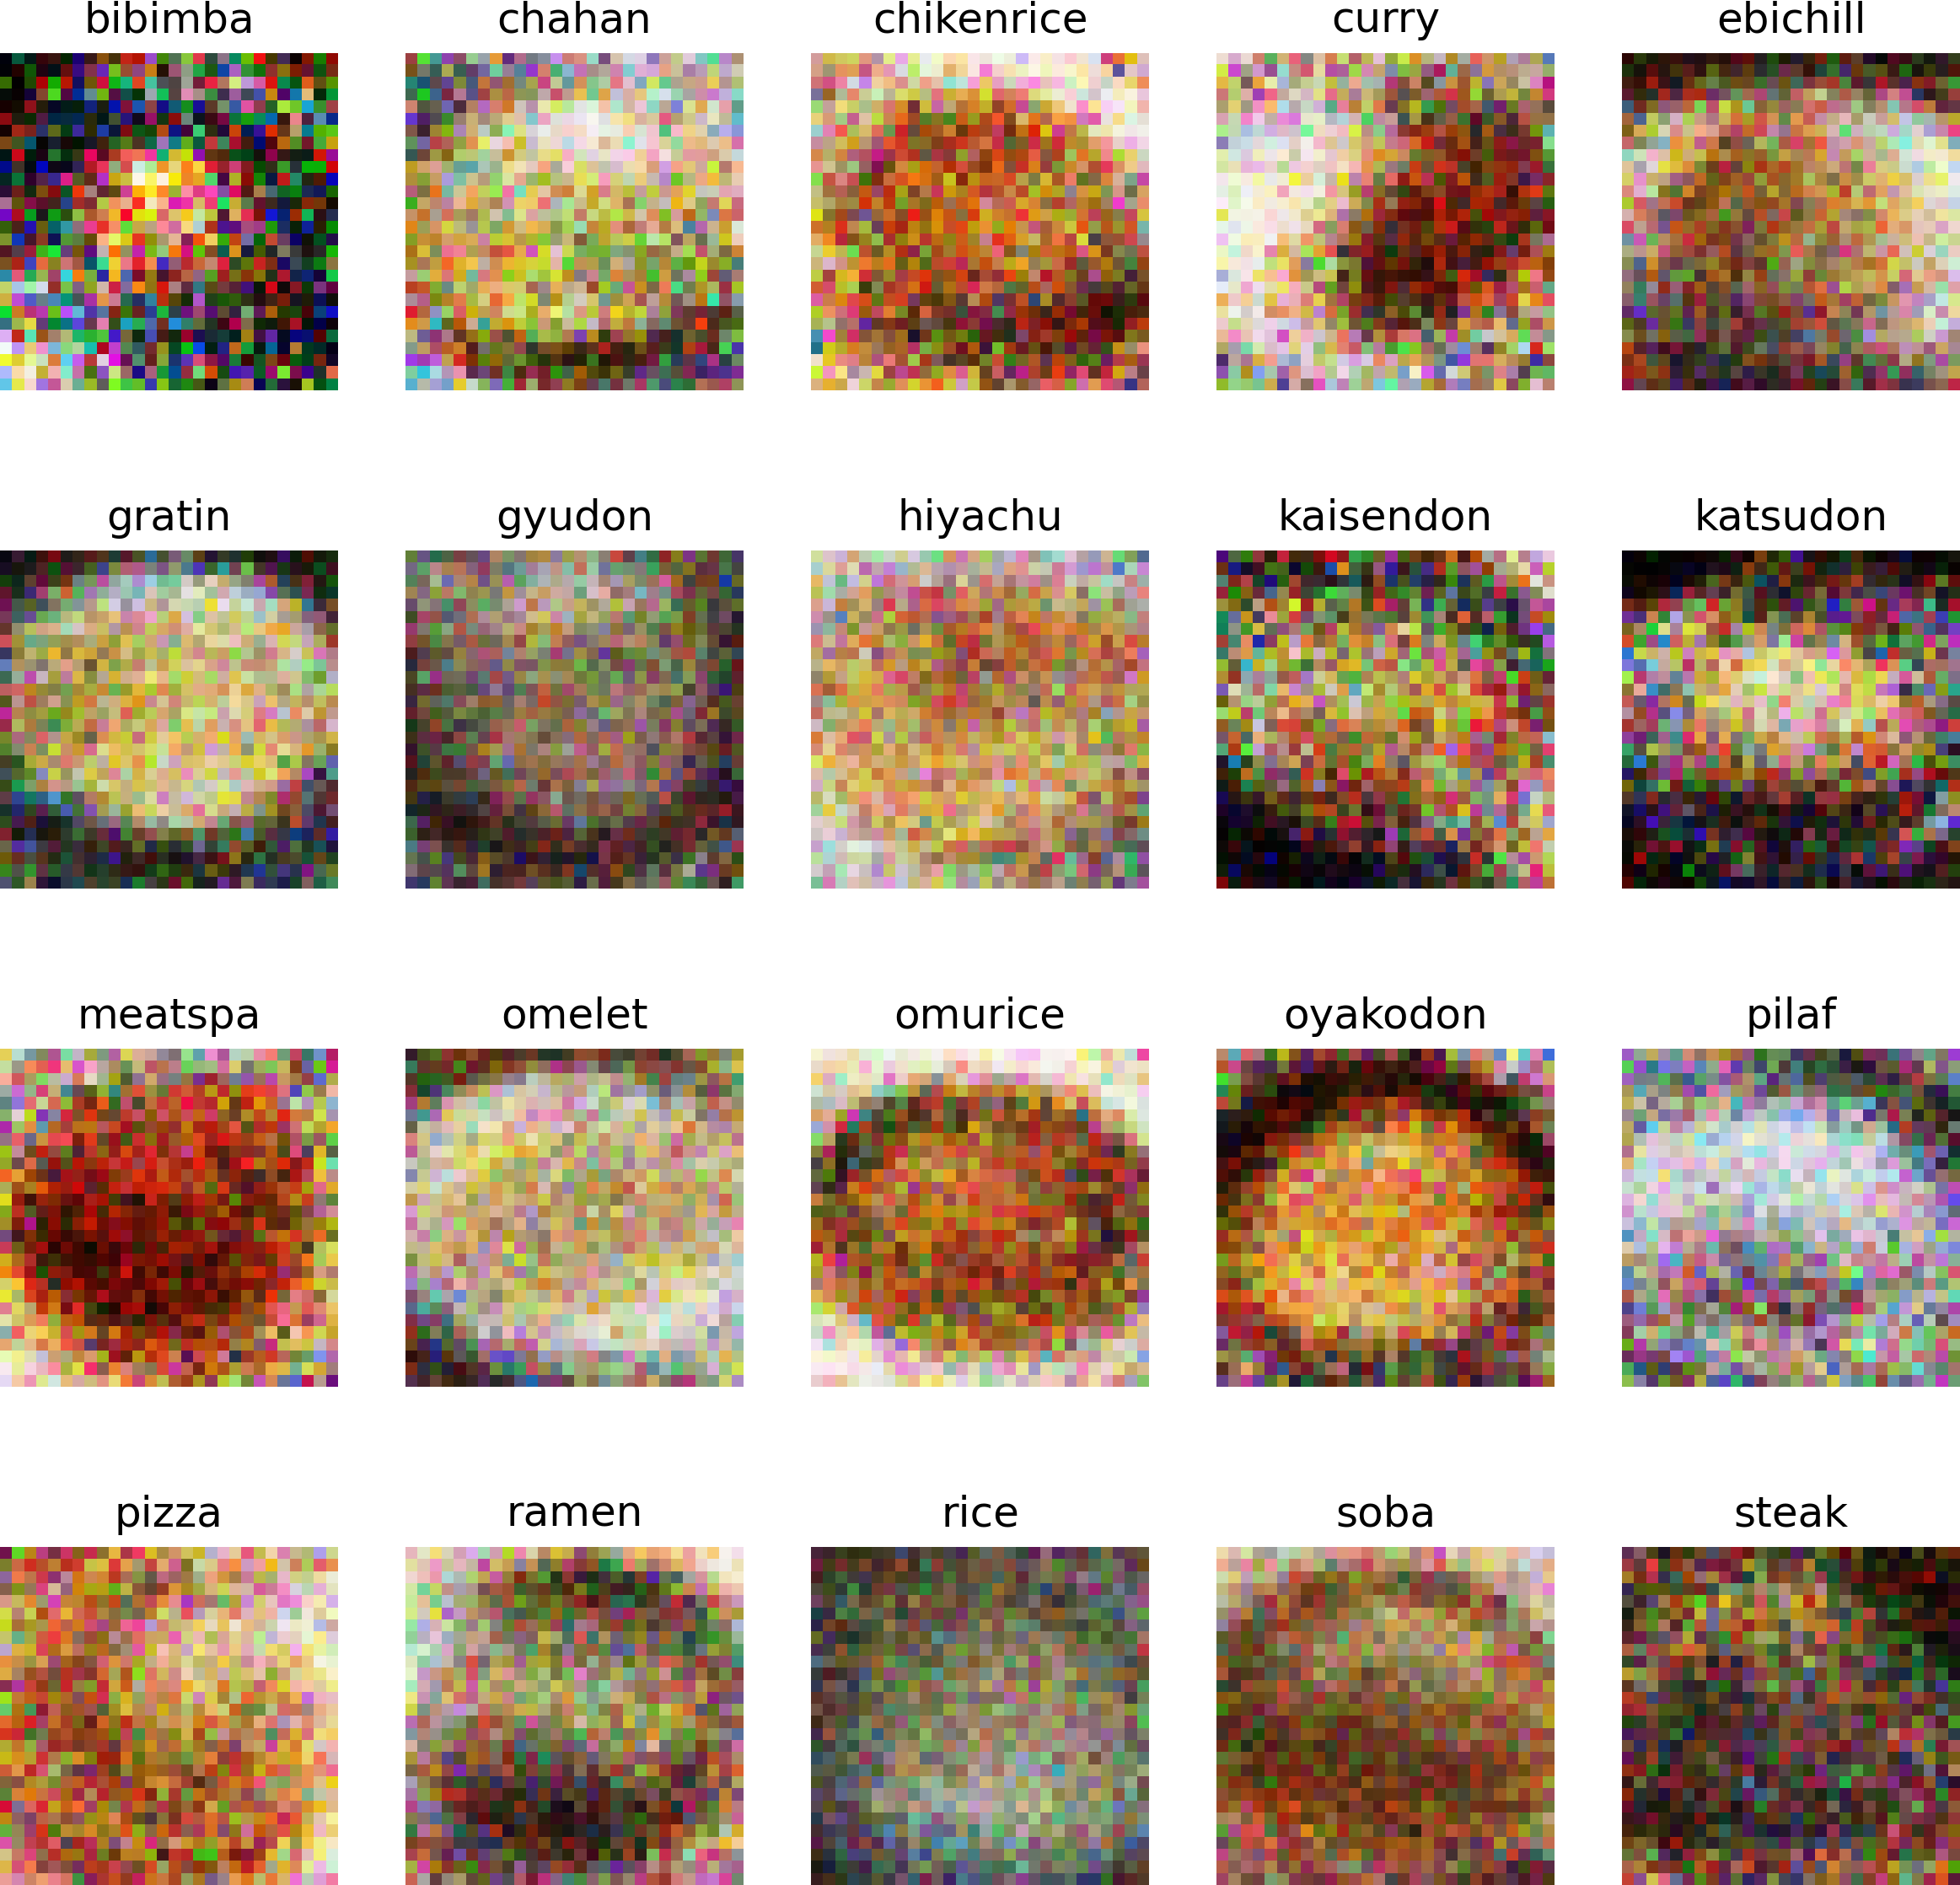 bibimba chahan chikenrice curry ebichill
gratin gyudon hiyachu kaisendon katsudon
meatspa omelet omurice oyakodon pilaf
pizza ramen rice soba steak